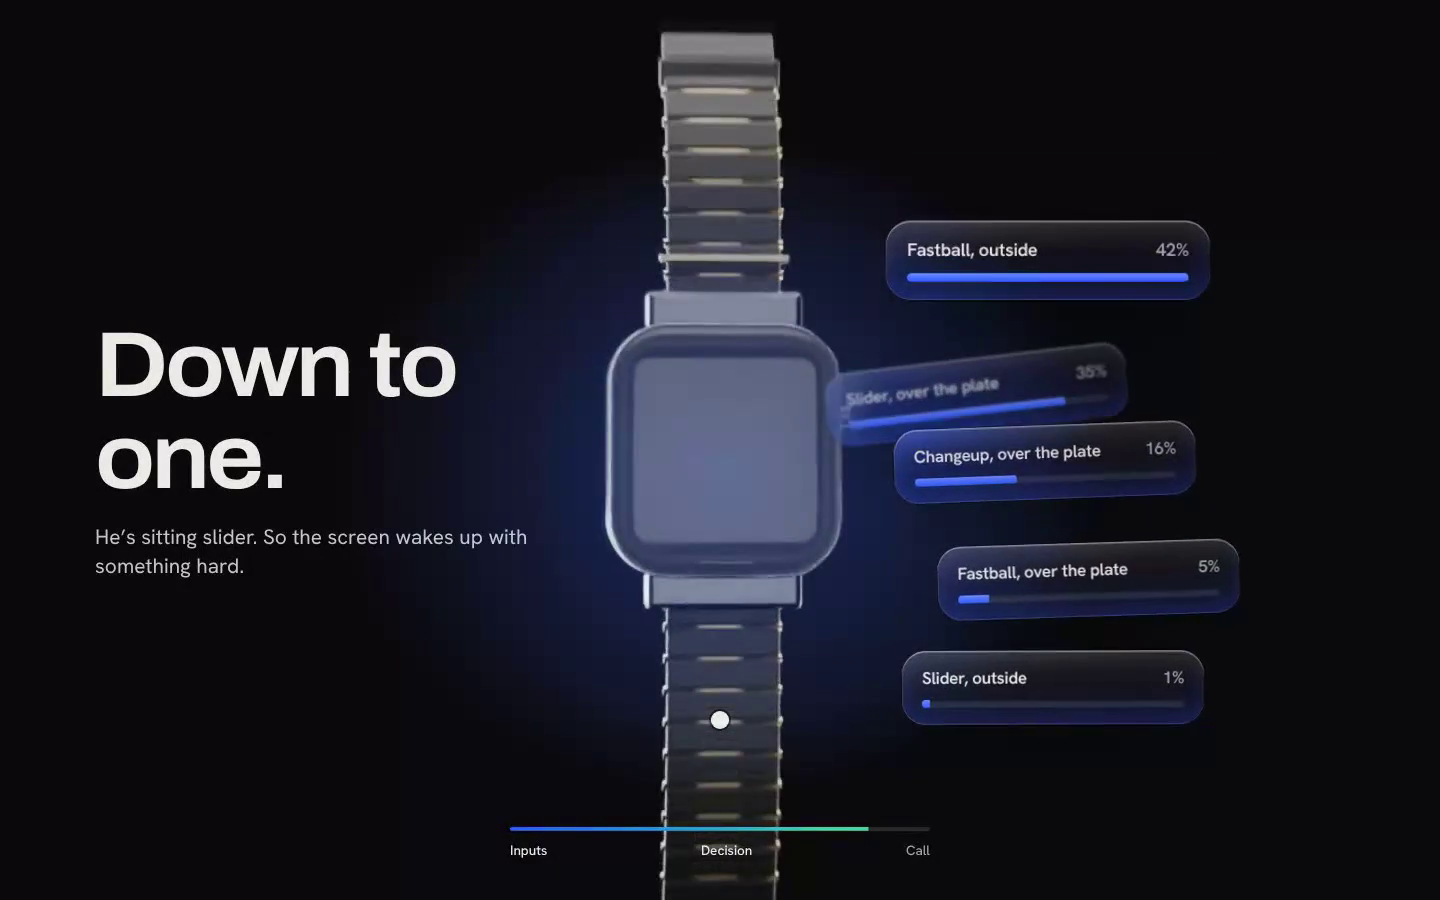 Down to
one.
He’s sitting slider. So the screen wakes up with
something hard.
Fastball, outside 42%
Slider, over the plate 35%
Changeup, over the plate 16%
Fastball, over the plate 5%
Slider, outside 1%
Inputs Decision Call